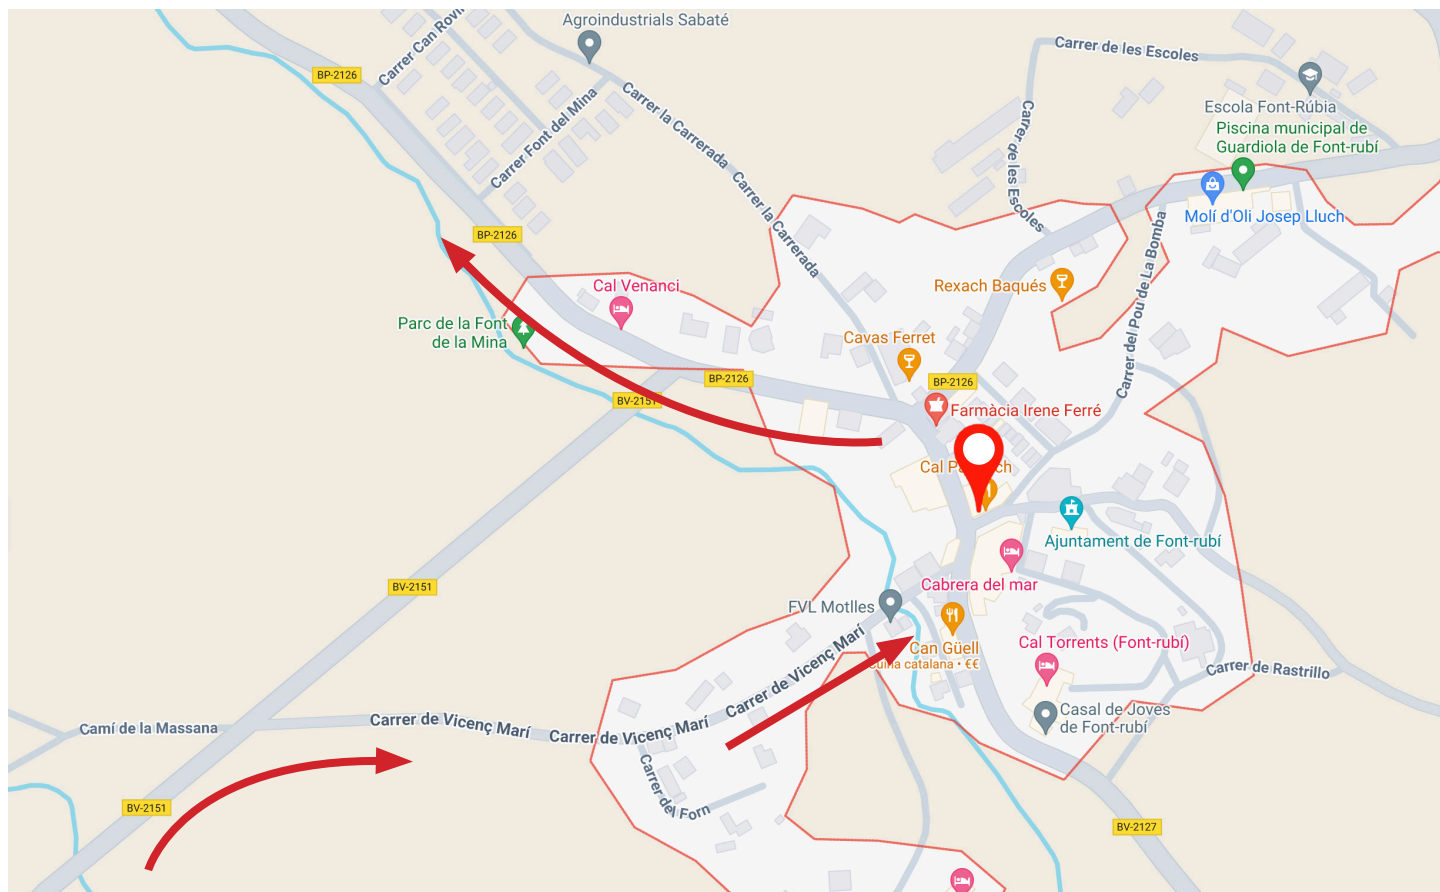 Agroindustrials Sabaté
Carrer Can Rovi
Carrer de les Escoles
BP-2126
Escola Font-Rúbia
Piscina municipal de
Guardiola de Font-rubí
Carrer Font del Mina
Carrer la Carrerada
Carrer de les Escoles
Carrer la Carrerada
Molí d'Oli Josep Lluch
BP-2126
Carrer del Pou de La Bomba
Cal Venanci
Rexach Baqués
Parc de la Font
de la Mina
Cavas Ferret
BP-2126
BP-2126
BV-2151
Farmàcia Irene Ferré
Cal P
ch
Ajuntament de Font-rubí
BV-2151
Cabrera del mar
FVL Motlles
Can Güell
Cuina catalana • €€
Cal Torrents (Font-rubí)
Carrer de Rastrillo
Carrer de Vicenç Marí
Casal de Joves
de Font-rubí
Camí de la Massana
Carrer de Vicenç Marí
Carrer de Vicenç Marí
Carrer del Forn
BV-2151
BV-2127